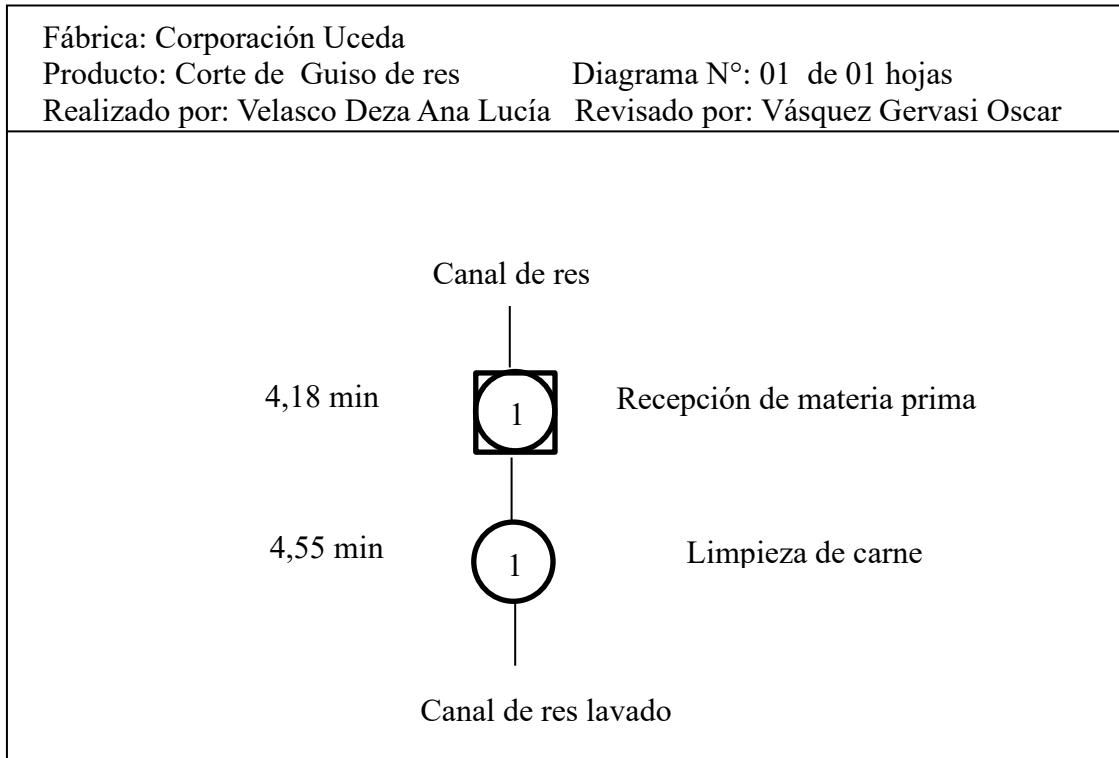 Fábrica: Corporación Uceda
Producto: Corte de Guiso de res Diagrama N°: 01 de 01 hojas
Realizado por: Velasco Deza Ana Lucía Revisado por: Vásquez Gervasi Oscar
Canal de res
4,18 min 1 Recepción de materia prima
4,55 min 1 Limpieza de carne
Canal de res lavado